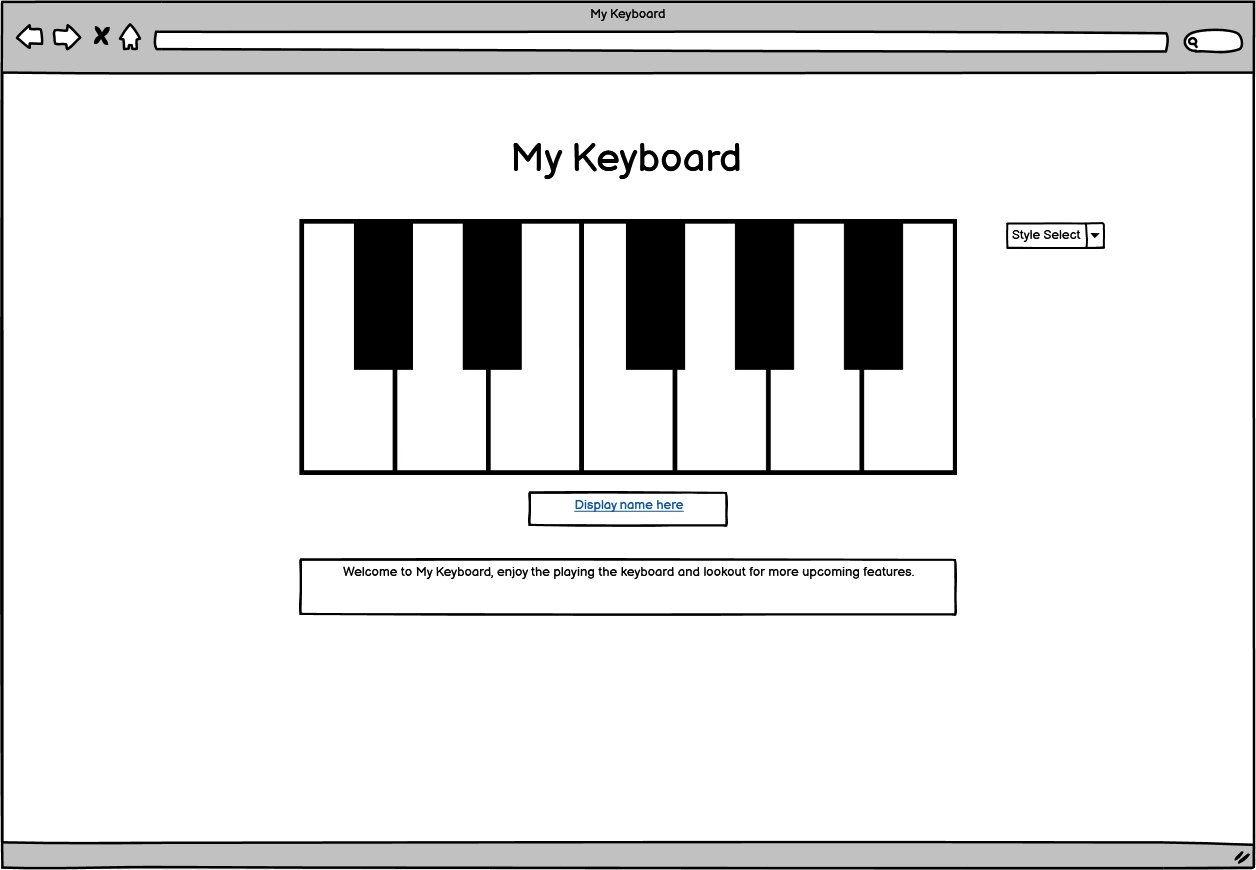 My Keyboard
My Keyboard
Style Select
Display name here
Welcome to My Keyboard, enjoy the playing the keyboard and lookout for more upcoming features.